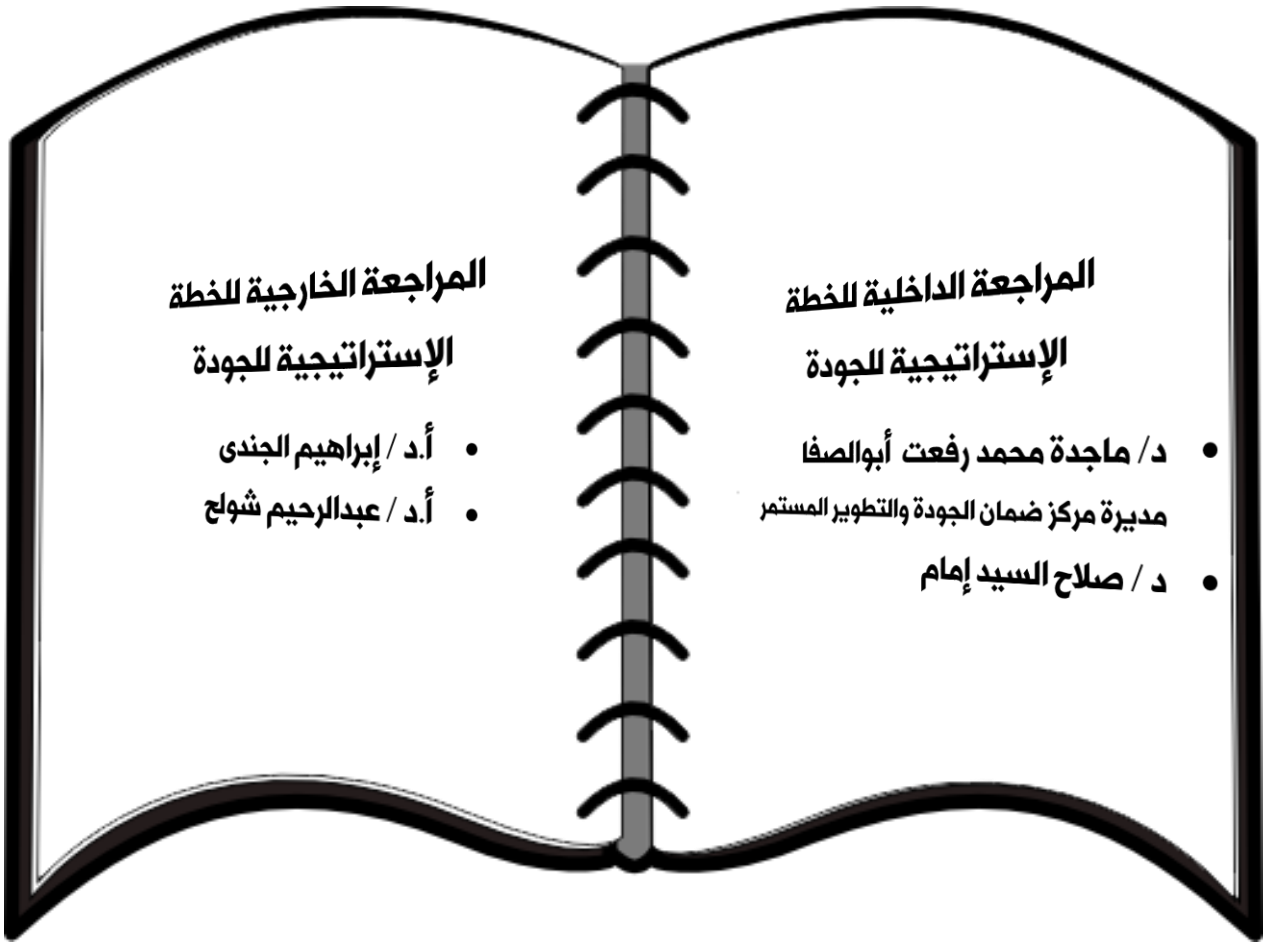 المراجعة الداخلية للخطة
الإستراتيجية للجودة
• د/ ماجدة محمد رفعت أبوالصفا
مديرة مركز ضمان الجودة والتطوير المستمر
• د / صلاح السيد إمام
المراجعة الخارجية للخطة
الإستراتيجية للجودة
• أ.د / إبراهيم الجندى
• أ.د / عبدالرحيم شولح